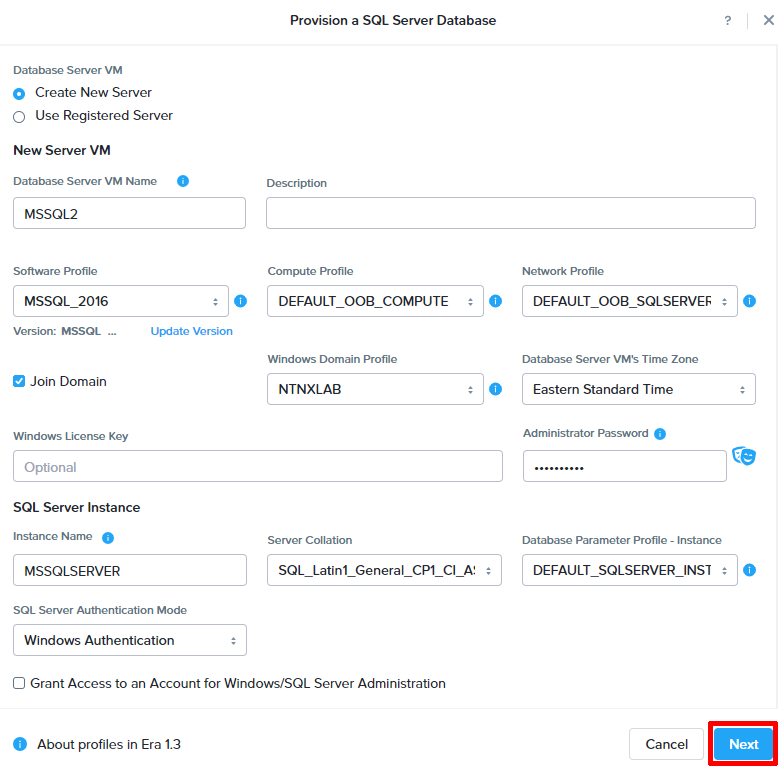 Provision a SQL Server Database
?
Database Server VM
Create New Server
Use Registered Server
New Server VM
Database Server VM Name
Description
MSSQL2
Software Profile
Compute Profile
Network Profile
MSSQL_2016
DEFAULT_OOB_COMPUTE
DEFAULT_OOB_SQLSERVER
Version: MSSQL ...
Update Version
Windows Domain Profile
Database Server VM's Time Zone
Join Domain
NTNXLAB
Eastern Standard Time
Windows License Key
Administrator Password
Optional
••••••••••
SQL Server Instance
Instance Name
Server Collation
Database Parameter Profile - Instance
MSSQLSERVER
SQL_Latin1_General_CP1_CI_AS
DEFAULT_SQLSERVER_INST
SQL Server Authentication Mode
Windows Authentication
Grant Access to an Account for Windows/SQL Server Administration
About profiles in Era 1.3
Cancel
Next